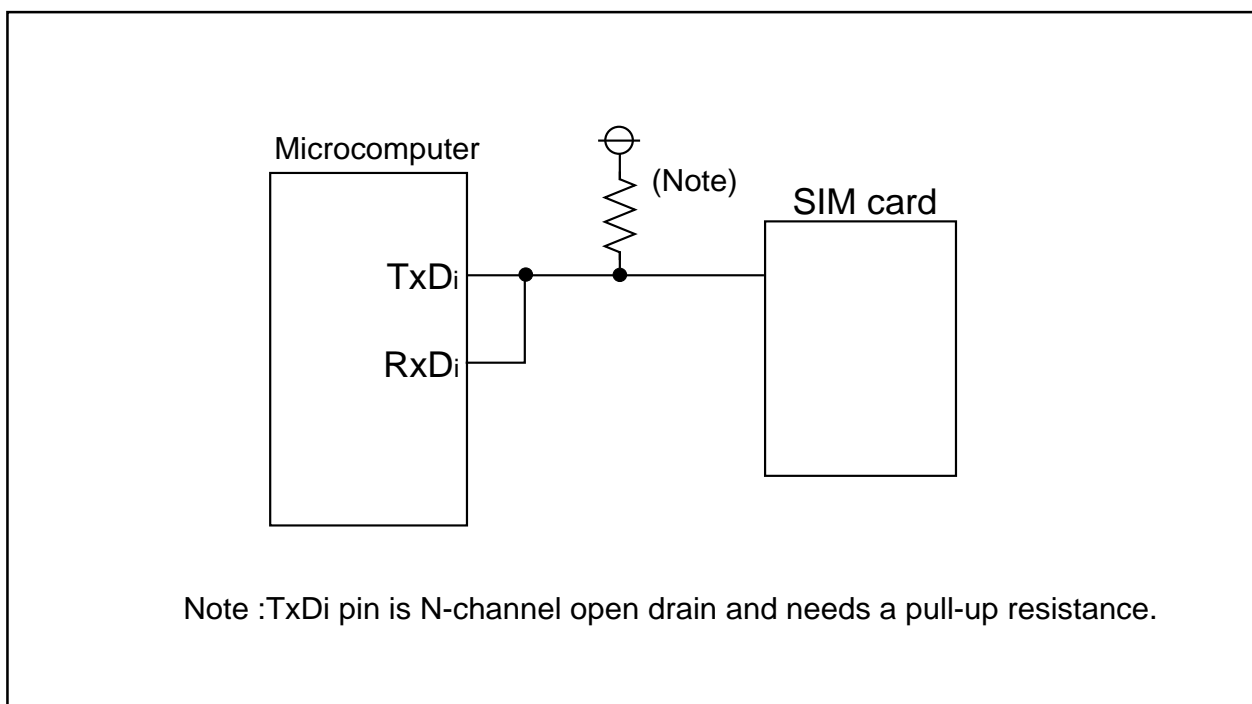 Microcomputer
(Note)
SIM card
TxDi
RxDi
Note :TxDi pin is N-channel open drain and needs a pull-up resistance.